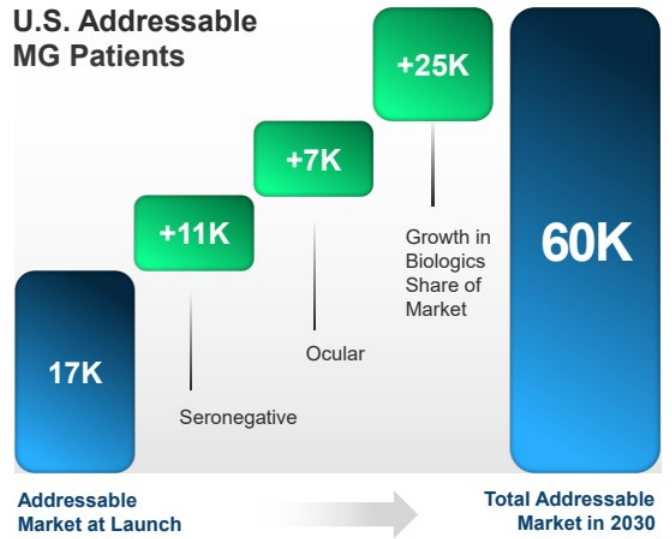 U.S. Addressable
MG Patients
+25K
+7K
+11K
60K
17K
Growth in
Biologics
Share of
Market
Ocular
Seronegative
Addressable
Market at Launch
Total Addressable
Market in 2030